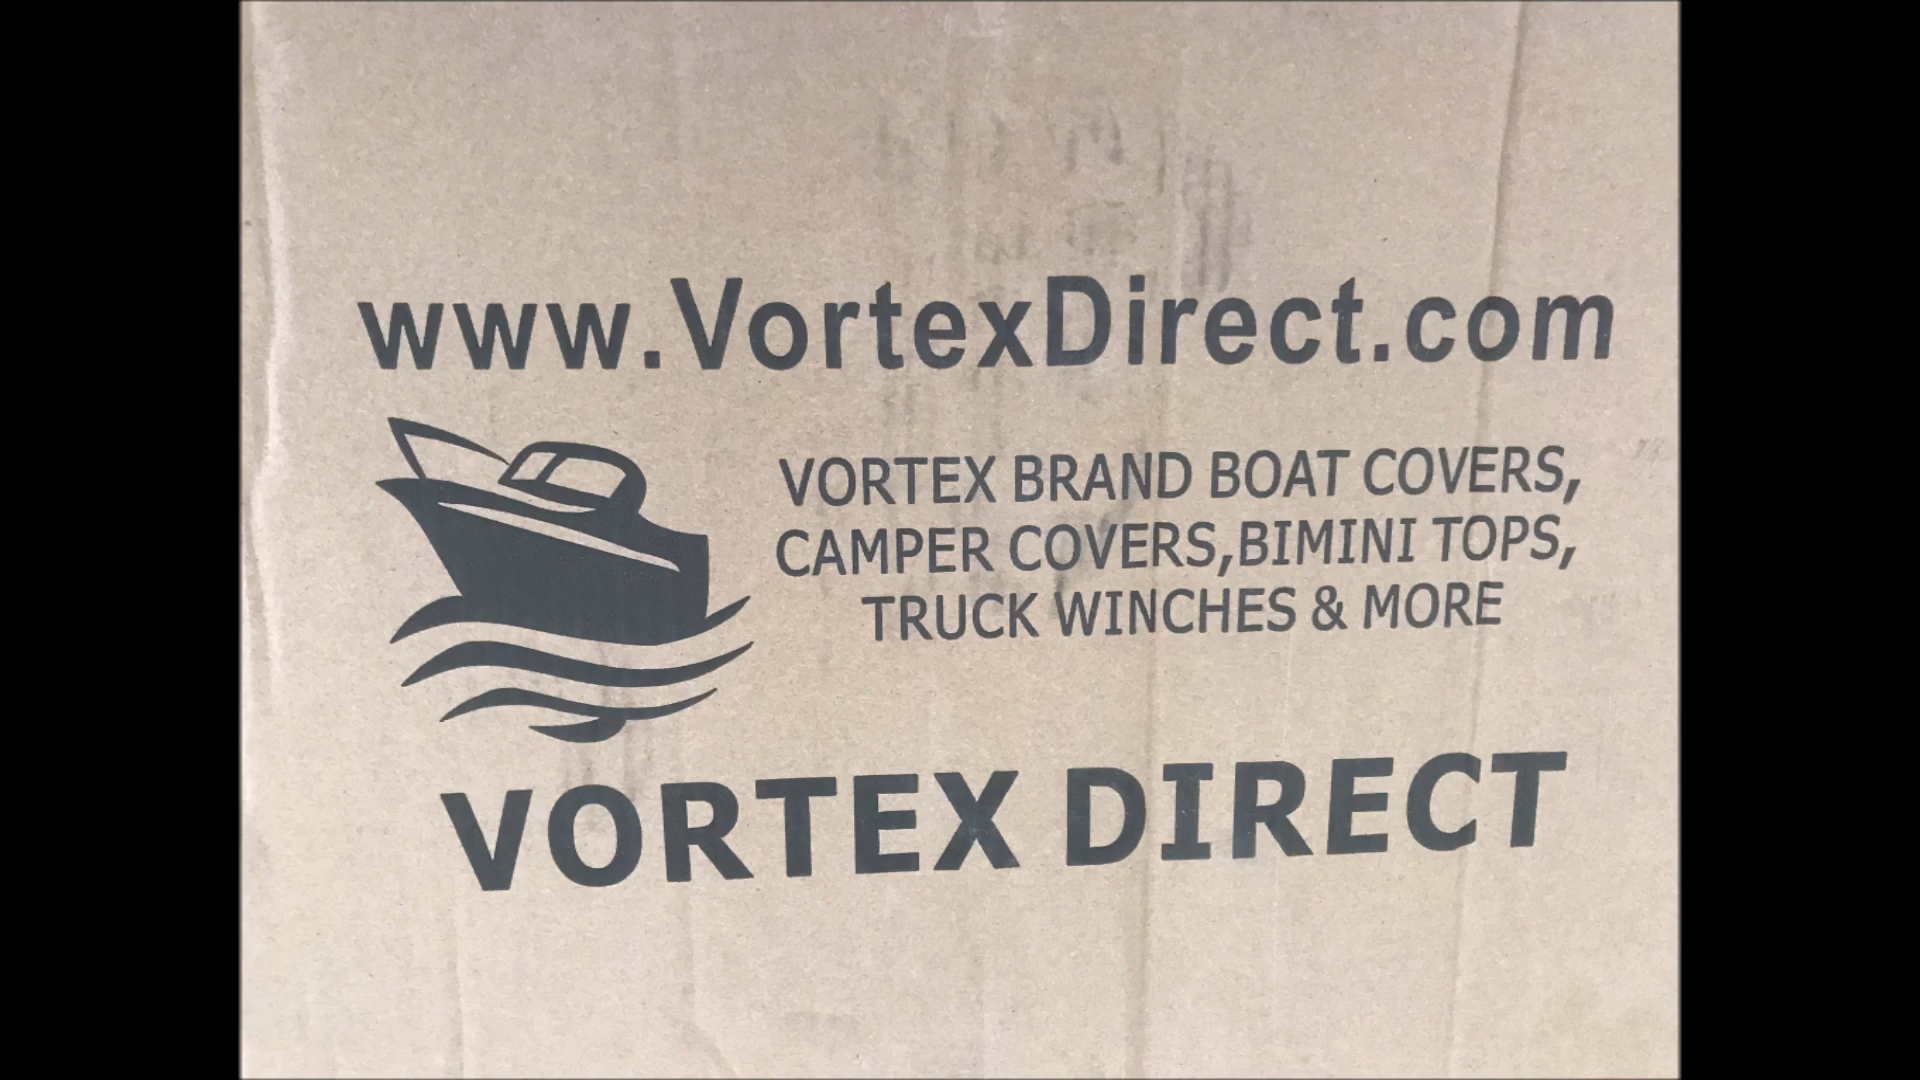 www.VortexDirect.com
VORTEX BRAND BOAT COVERS,
CAMPER COVERS,BIMINI TOPS,
TRUCK WINCHES & MORE
VORTEX DIRECT